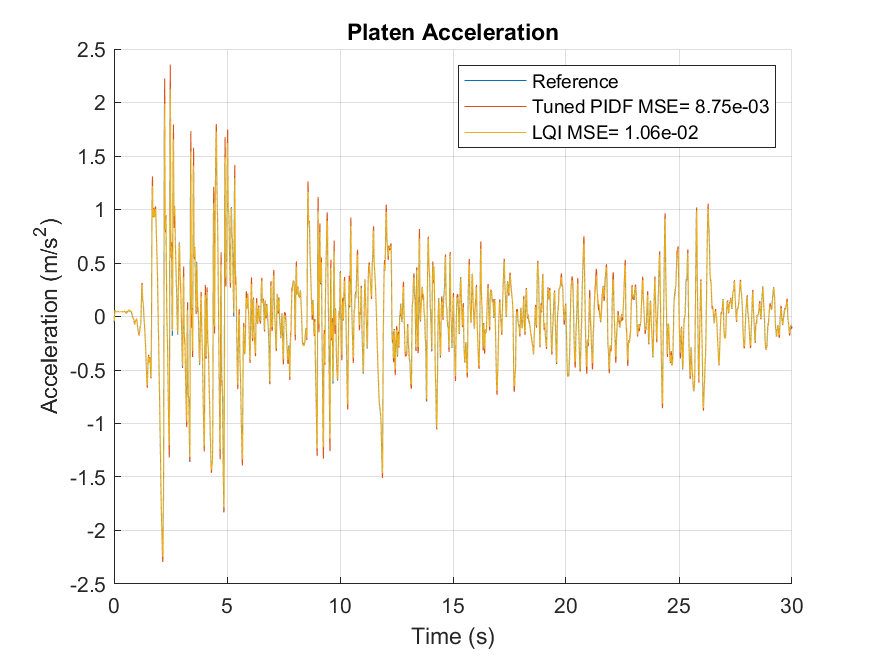 Platen Acceleration
Reference
Tuned PIDF MSE= 8.75e-03
LQI MSE= 1.06e-02
2.5
2
1.5
1
0.5
0
-0.5
-1
-1.5
-2
-2.5
Acceleration (m/s²)
0 5 10 15 20 25 30
Time (s)